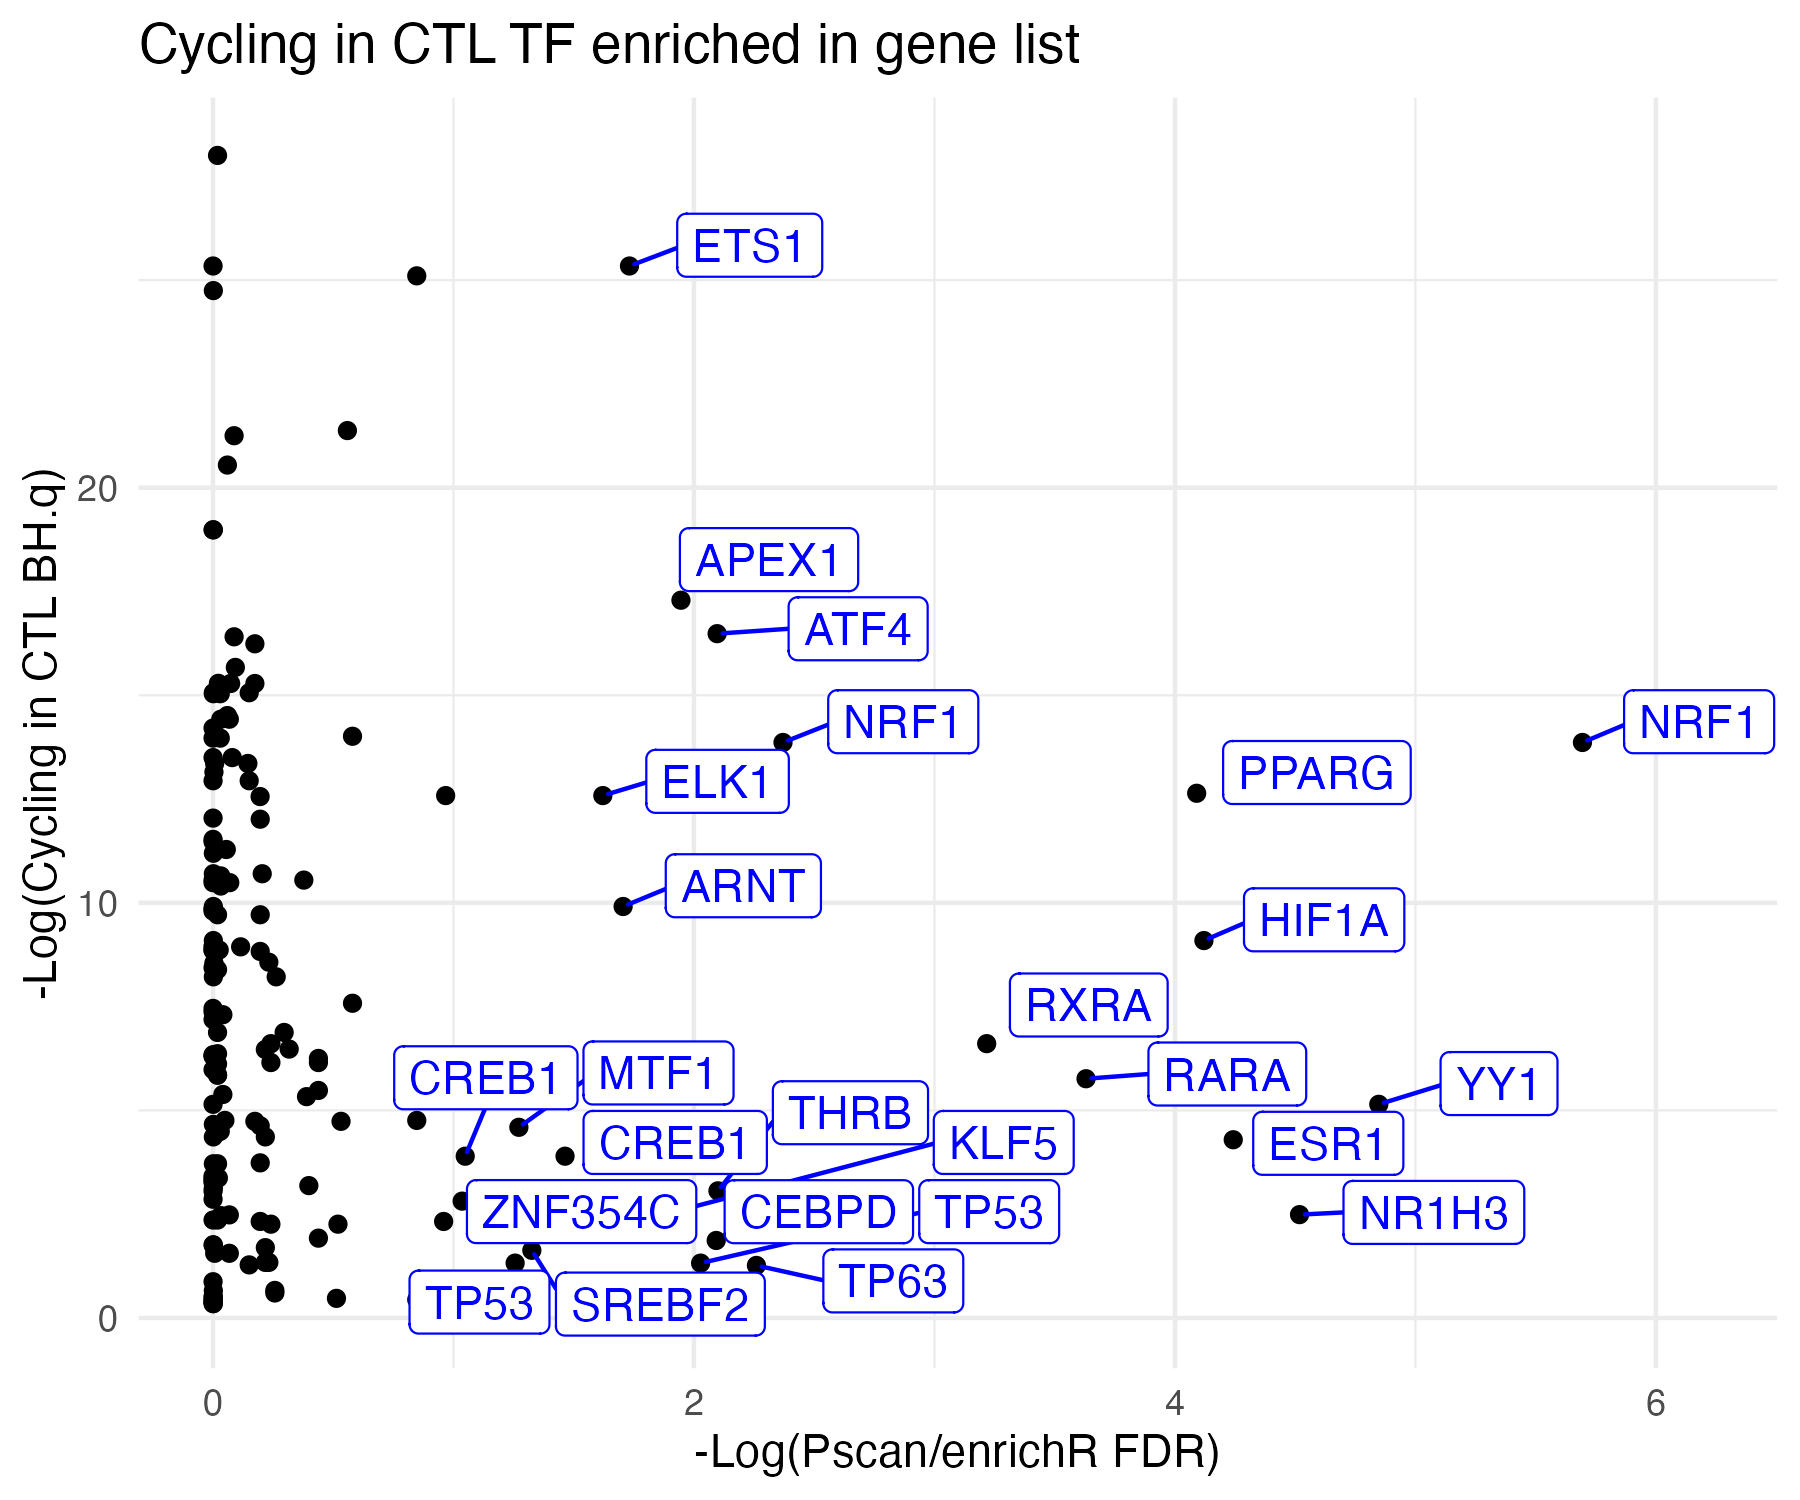 Cycling in CTL TF enriched in gene list
-Log(Cycling in CTL BH.q)
20
10
0
ETS1
APEX1
ATF4
NRF1
NRF1
PPARG
ELK1
ARNT
HIF1A
RXRA
RARA
YY1
CREB1
MTF1
THRB
CREB1
KLF5
ESR1
ZNF354C
CEBPD
TP53
NR1H3
TP63
TP53
SREBF2
0
2
4
6
-Log(Pscan/enrichR FDR)